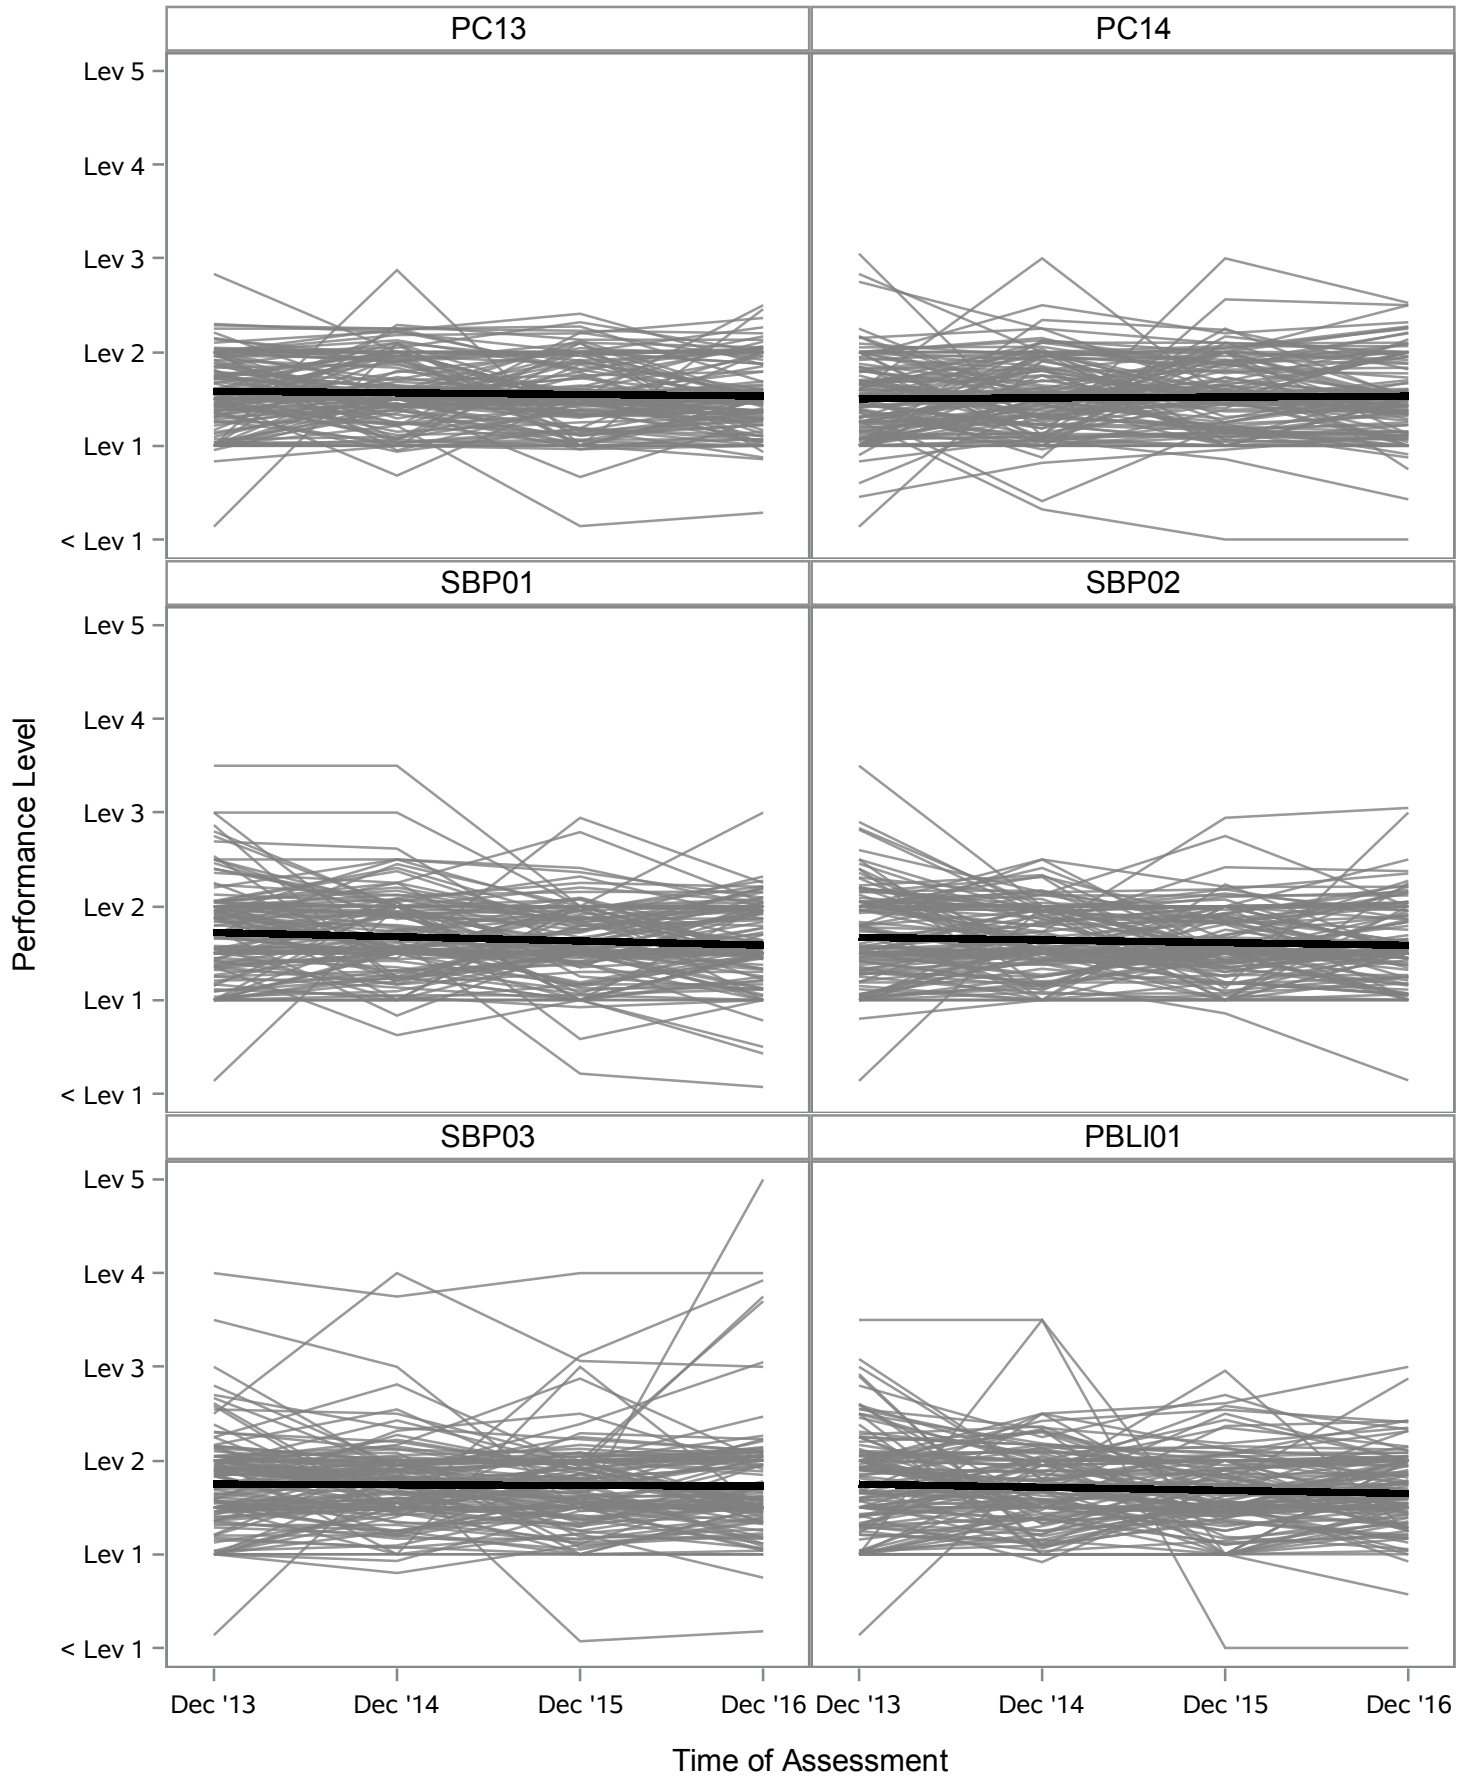 PC13
PC14
Lev 5
Lev 4
Lev 3
Lev 2
Lev 1
< Lev 1
SBP01
SBP02
Lev 5
Lev 4
Lev 3
Lev 2
Lev 1
< Lev 1
Performance Level
SBP03
PBLI01
Lev 5
Lev 4
Lev 3
Lev 2
Lev 1
< Lev 1
Dec '13 Dec '14 Dec '15 Dec '16 Dec '13 Dec '14 Dec '15 Dec '16
Time of Assessment